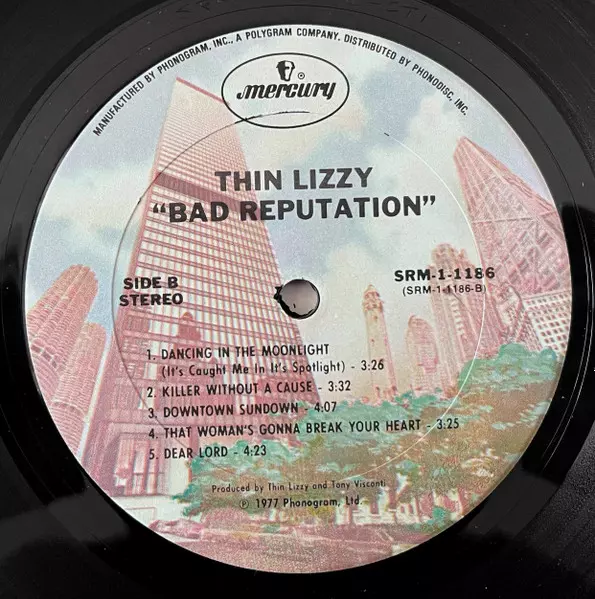 MANUFACTURED BY PHONOGRAM, INC., A POLYGRAM COMPANY, DISTRIBUTED BY PHONODISC, INC.
mercury ®
THIN LIZZY
"BAD REPUTATION"
SIDE B
STEREO
SRM-1-1186
(SRM-1-1186-B)
1. DANCING IN THE MOONLIGHT
(It's Caught Me In It's Spotlight) - 3:26
2. KILLER WITHOUT A CAUSE - 3:32
3. DOWNTOWN SUNDOWN - 4:07
4. THAT WOMAN'S GONNA BREAK YOUR HEART - 3:25
5. DEAR LORD - 4:23
Produced by Thin Lizzy and Tony Visconti
℗ 1977 Phonogram, Ltd.